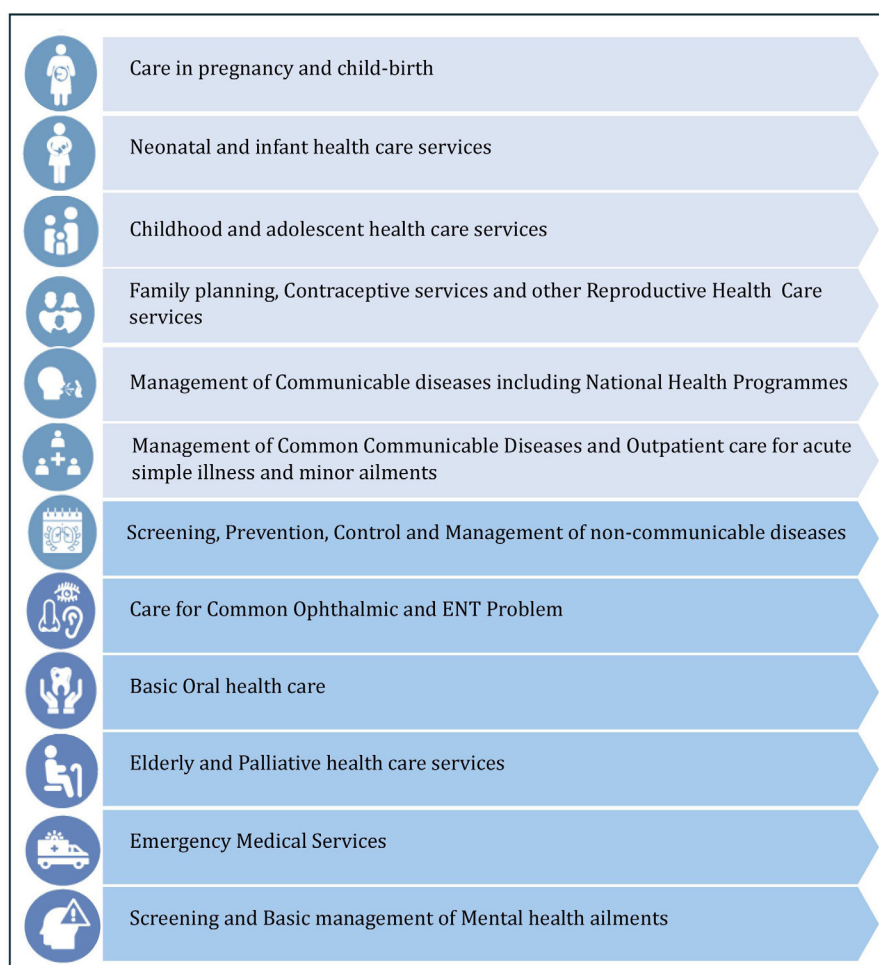 Care in pregnancy and child-birth
Neonatal and infant health care services
Childhood and adolescent health care services
Family planning, Contraceptive services and other Reproductive Health Care
services
Management of Communicable diseases including National Health Programmes
Management of Common Communicable Diseases and Outpatient care for acute
simple illness and minor ailments
Screening, Prevention, Control and Management of non-communicable diseases
Care for Common Ophthalmic and ENT Problem
Basic Oral health care
Elderly and Palliative health care services
Emergency Medical Services
Screening and Basic management of Mental health ailments